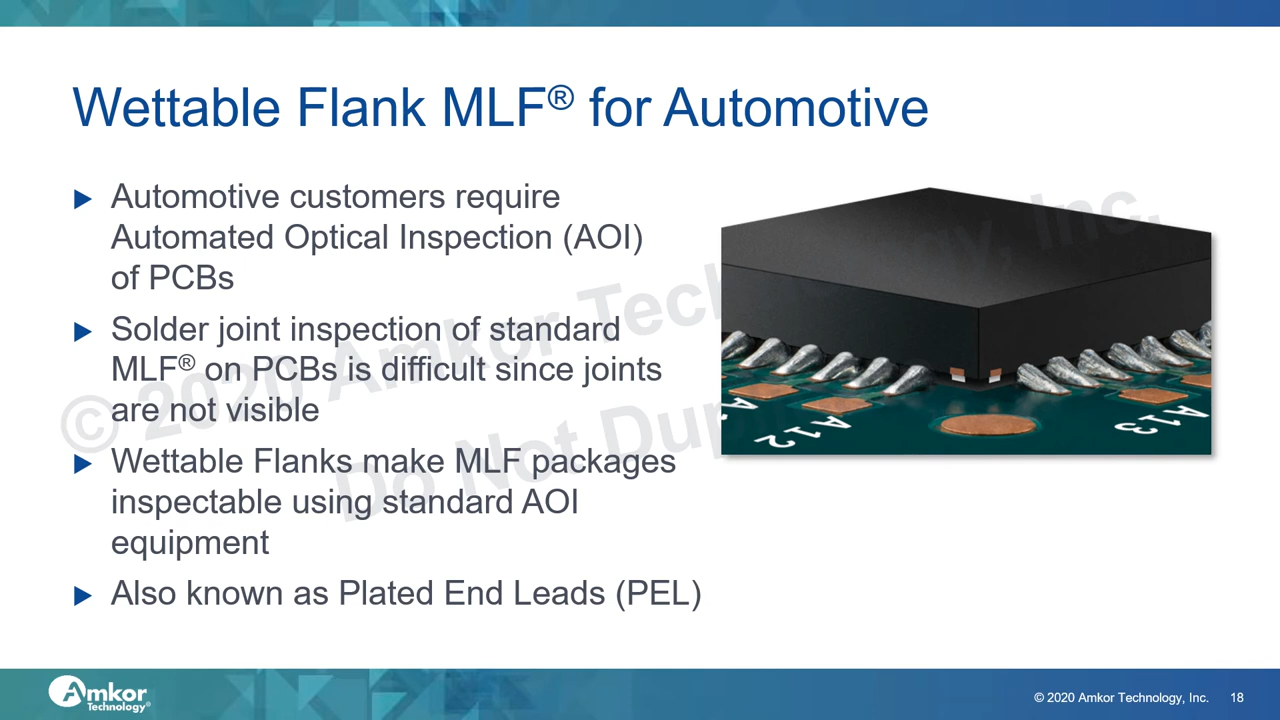 Wettable Flank MLF® for Automotive
Automotive customers require
Automated Optical Inspection (AOI)
of PCBs
Solder joint inspection of standard
MLF® on PCBs is difficult since joints
are not visible
Wettable Flanks make MLF packages
inspectable using standard AOI
equipment
Also known as Plated End Leads (PEL)
A12
A13
Amkor
Technology®
© 2020 Amkor Technology, Inc.
18